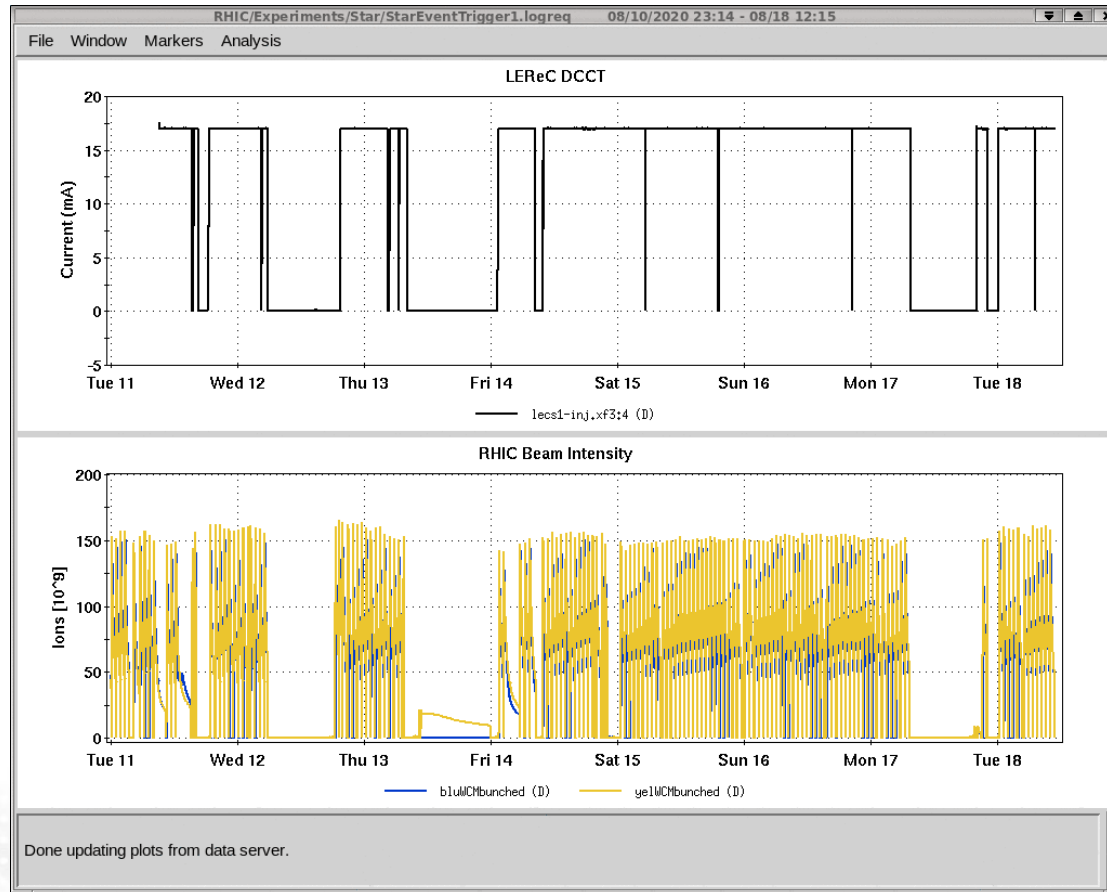 RHIC/Experiments/Star/StarEventTrigger1.logreq 08/10/2020 23:14 - 08/18 12:15
File Window Markers Analysis
LEReC DCCT
20
15
10
5
0
-5
Current (mA)
Tue 11 Wed 12 Thu 13 Fri 14 Sat 15 Sun 16 Mon 17 Tue 18
lecs1-inj.xf3:4 (D)
RHIC Beam Intensity
200
150
100
50
0
Ions [10^9]
Tue 11 Wed 12 Thu 13 Fri 14 Sat 15 Sun 16 Mon 17 Tue 18
bluWCMbunched (D) yelWCMbunched (D)
Done updating plots from data server.